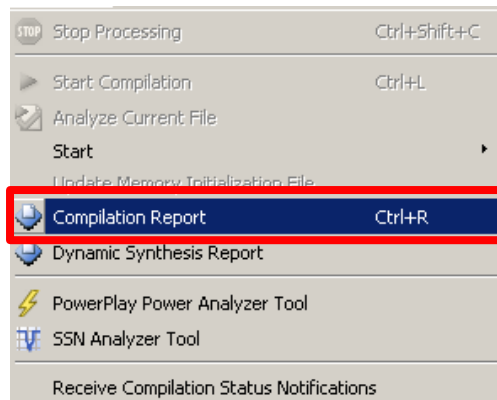 STOP Stop Processing Ctrl+Shift+C
Start Compilation Ctrl+L
Analyze Current File
Start
Update Memory Initialization File
Compilation Report Ctrl+R
Dynamic Synthesis Report
PowerPlay Power Analyzer Tool
SSN Analyzer Tool
Receive Compilation Status Notifications